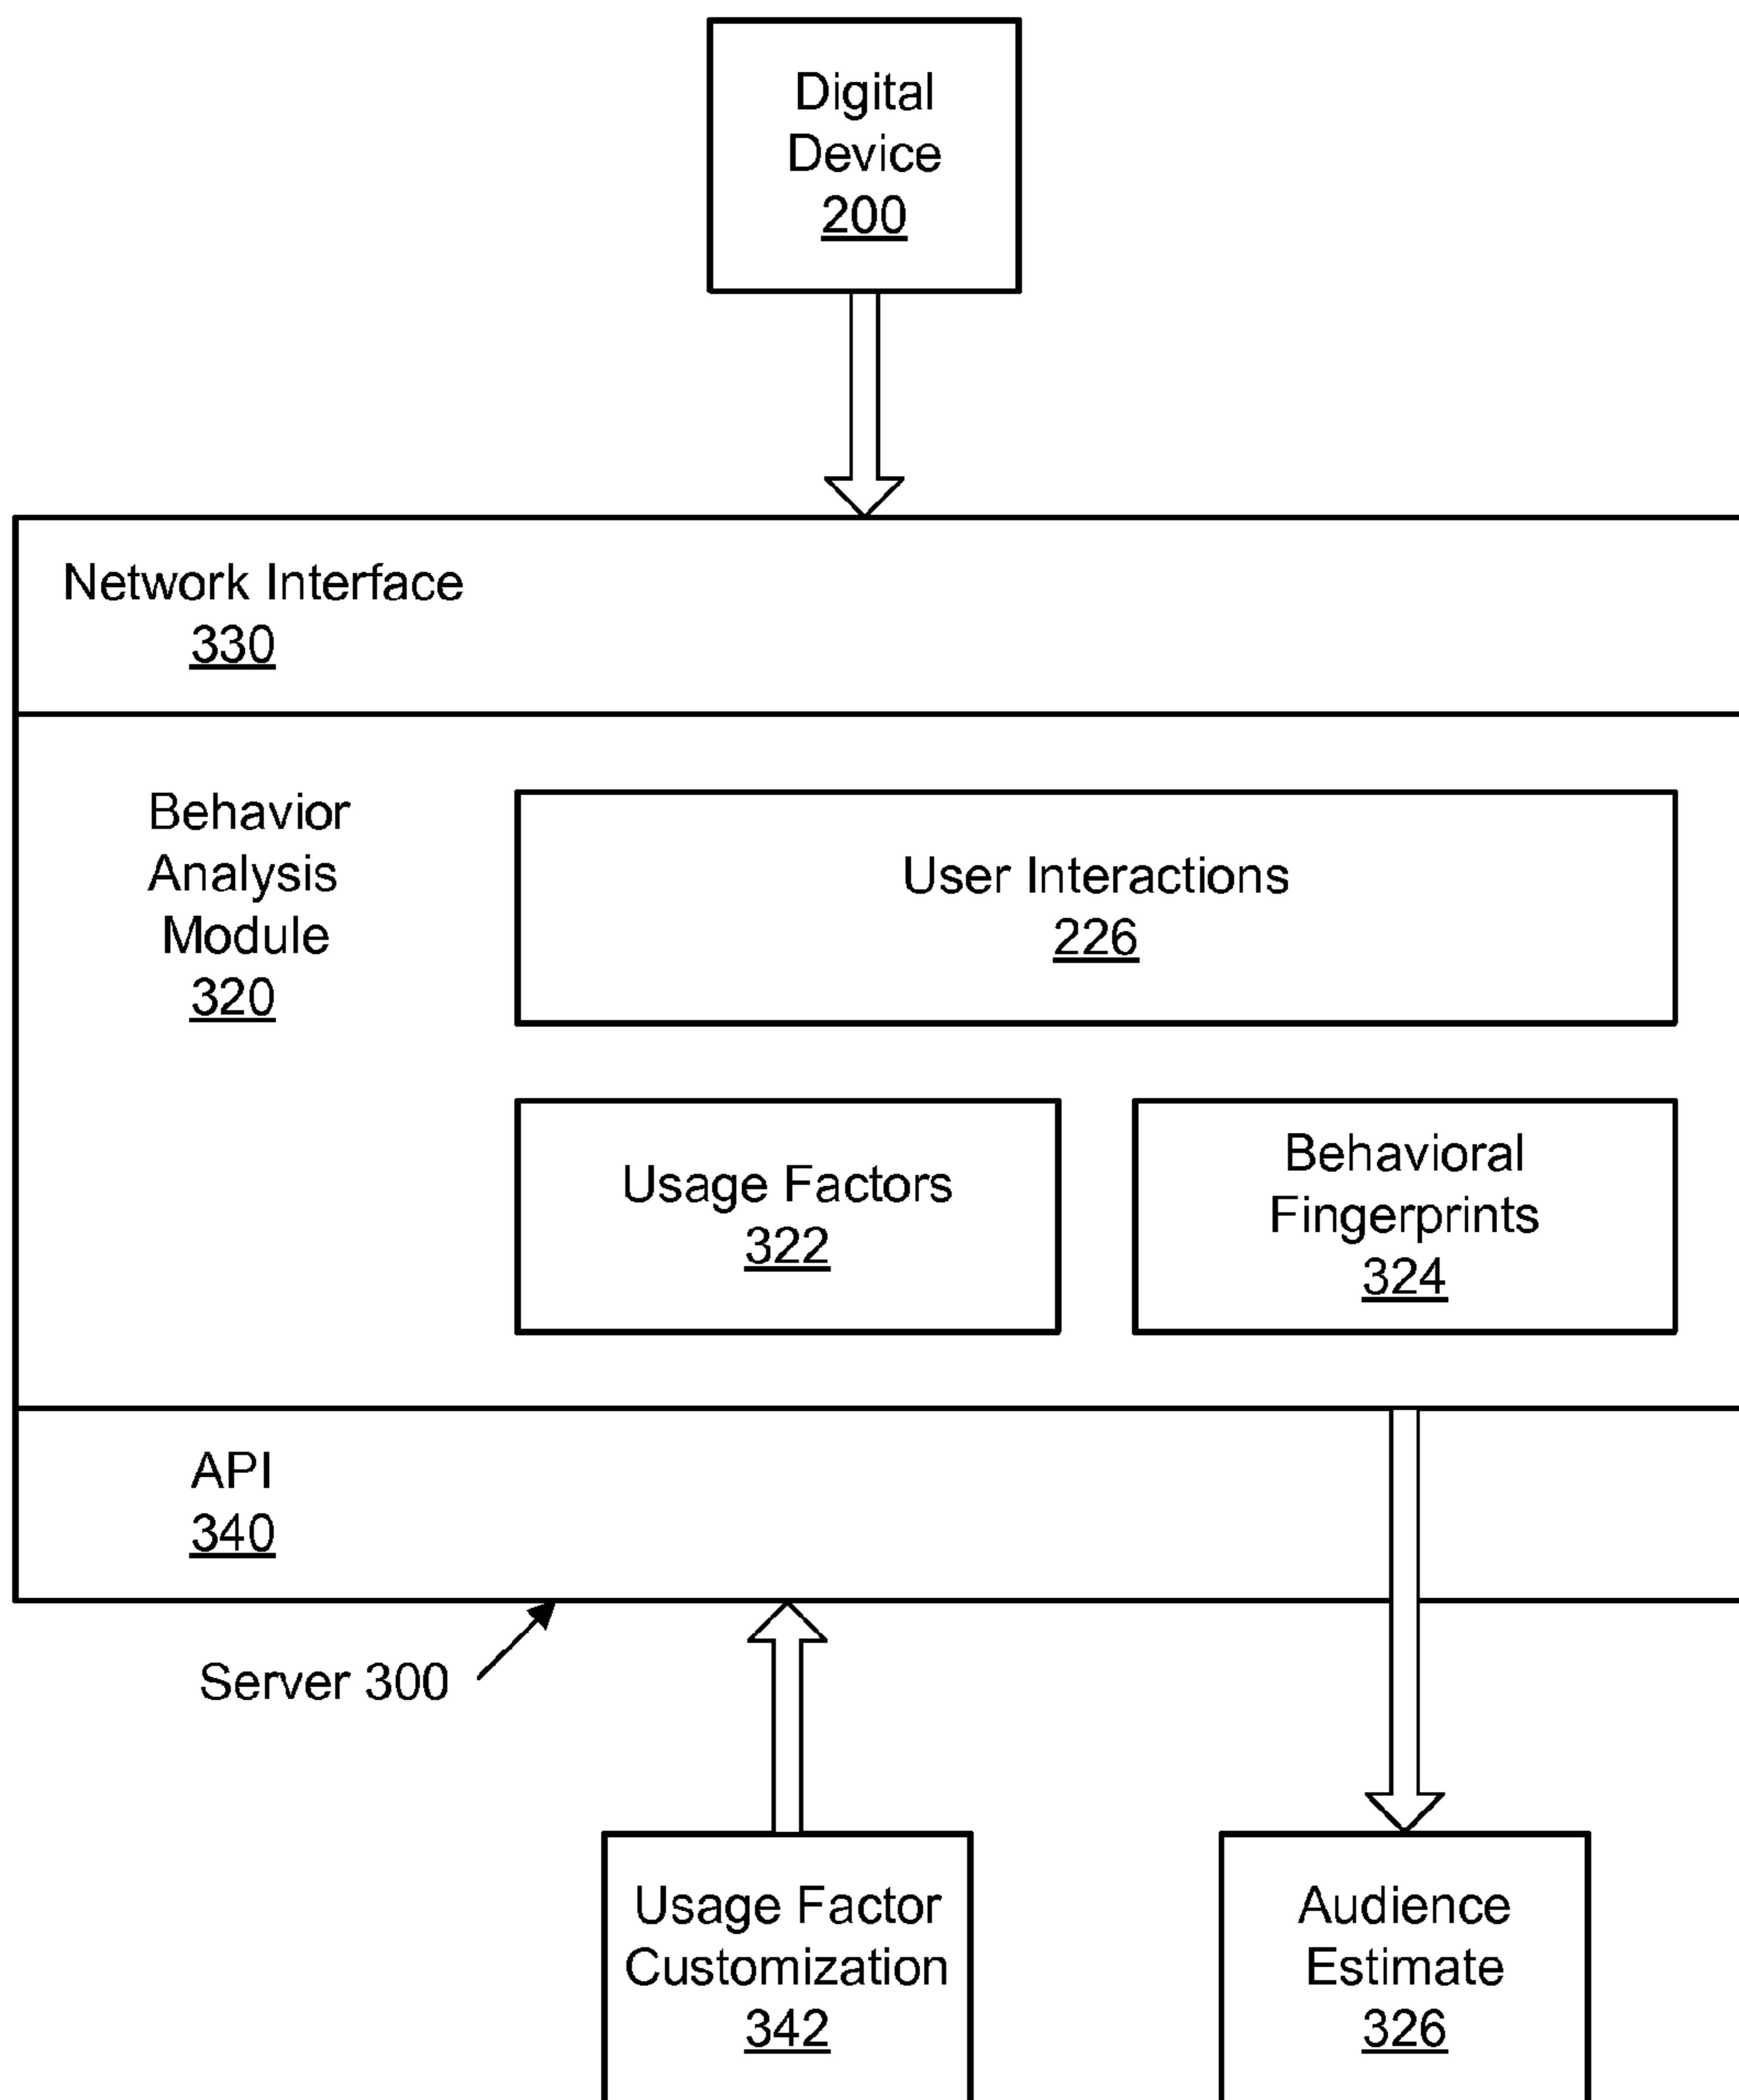 Digital
Device
200
Network Interface
330
Behavior
Analysis
Module
320
User Interactions
226
Usage Factors
322
Behavioral
Fingerprints
324
API
340
Server 300
Usage Factor
Customization
342
Audience
Estimate
326